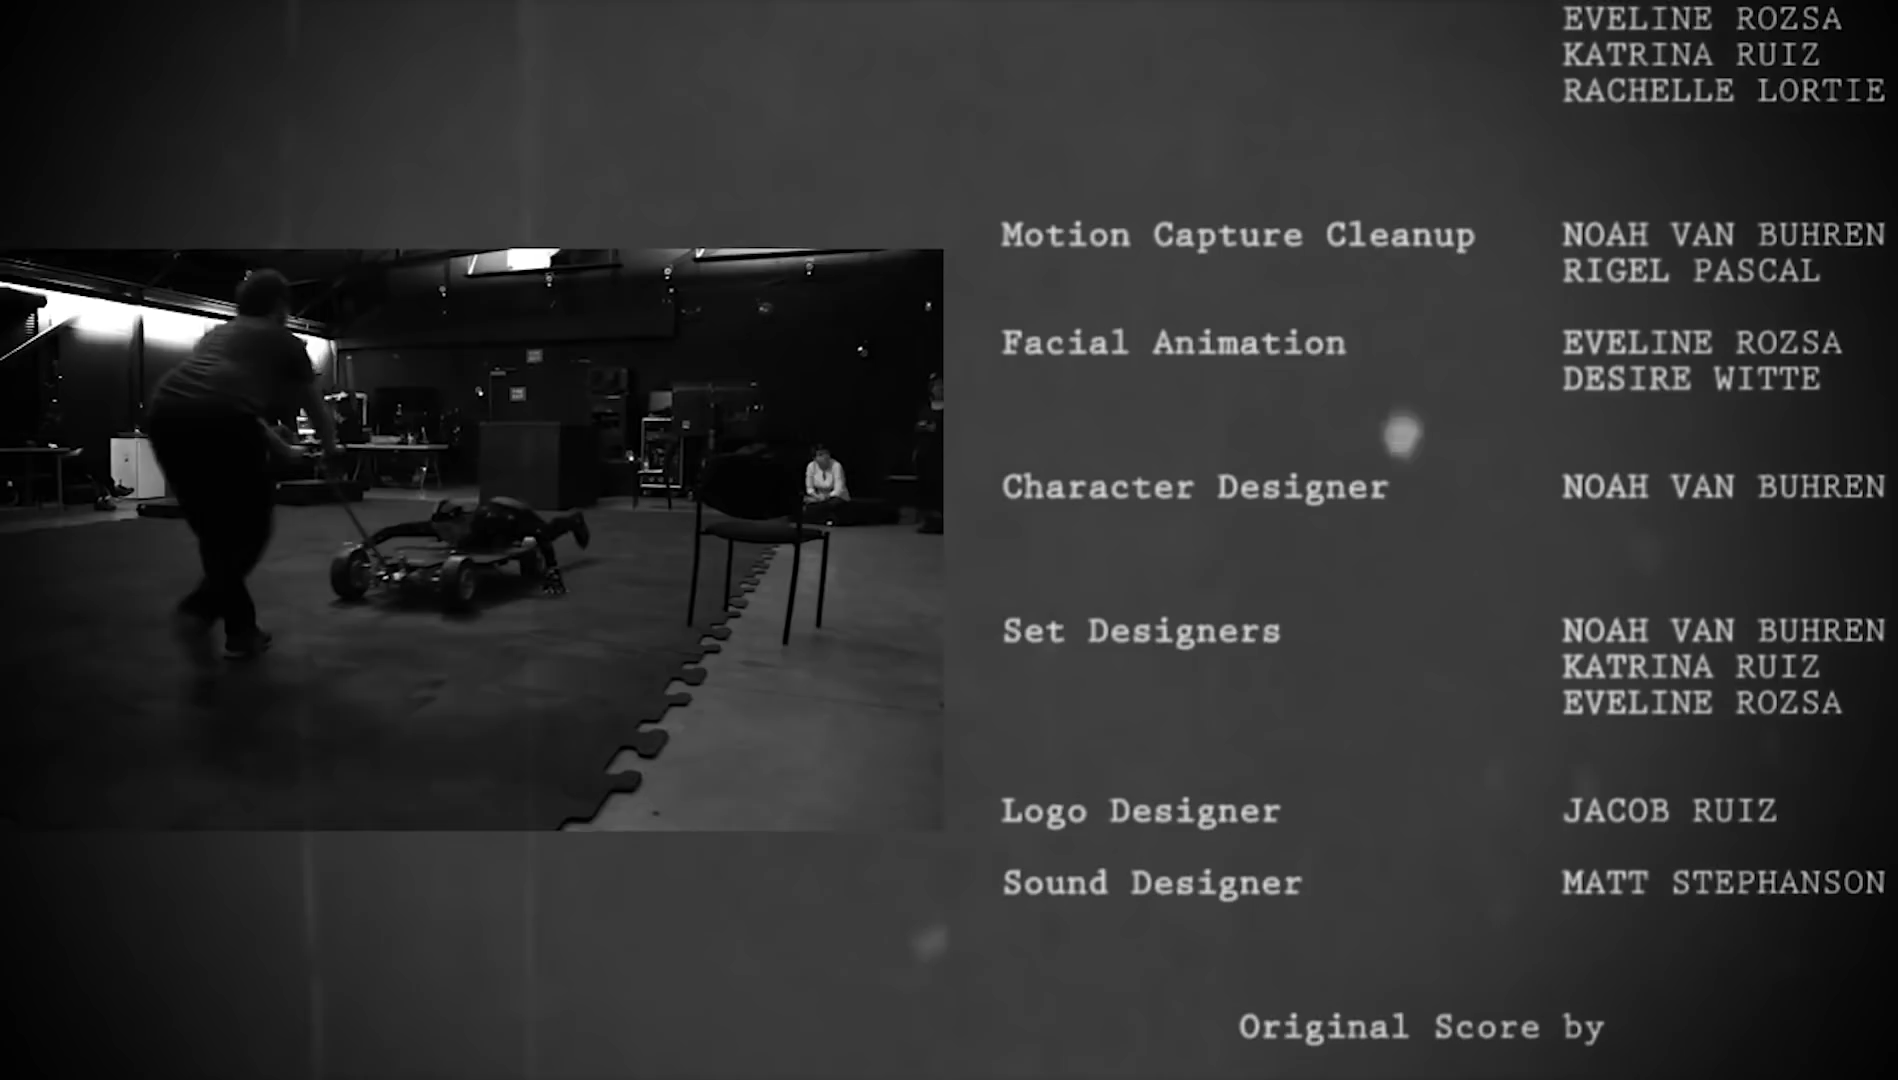 EVELINE ROZSA
KATRINA RUIZ
RACHELLE LORTIE
Motion Capture Cleanup NOAH VAN BUHREN
RIGEL PASCAL
Facial Animation EVELINE ROZSA
DESIRE WITTE
Character Designer NOAH VAN BUHREN
Set Designers NOAH VAN BUHREN
KATRINA RUIZ
EVELINE ROZSA
Logo Designer JACOB RUIZ
Sound Designer MATT STEPHANSON
Original Score by